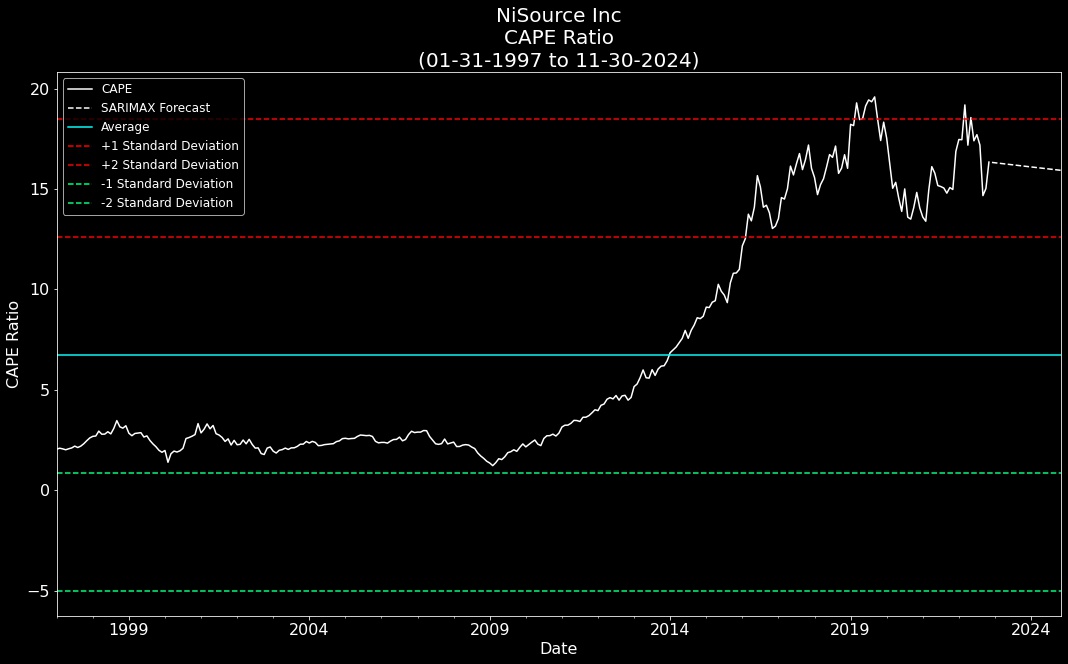 NiSource Inc
CAPE Ratio
(01-31-1997 to 11-30-2024)
CAPE
SARIMAX Forecast
Average
+1 Standard Deviation
+2 Standard Deviation
-1 Standard Deviation
-2 Standard Deviation
20
15
10
5
0
−5
CAPE Ratio
1999 2004 2009 2014 2019 2024
Date